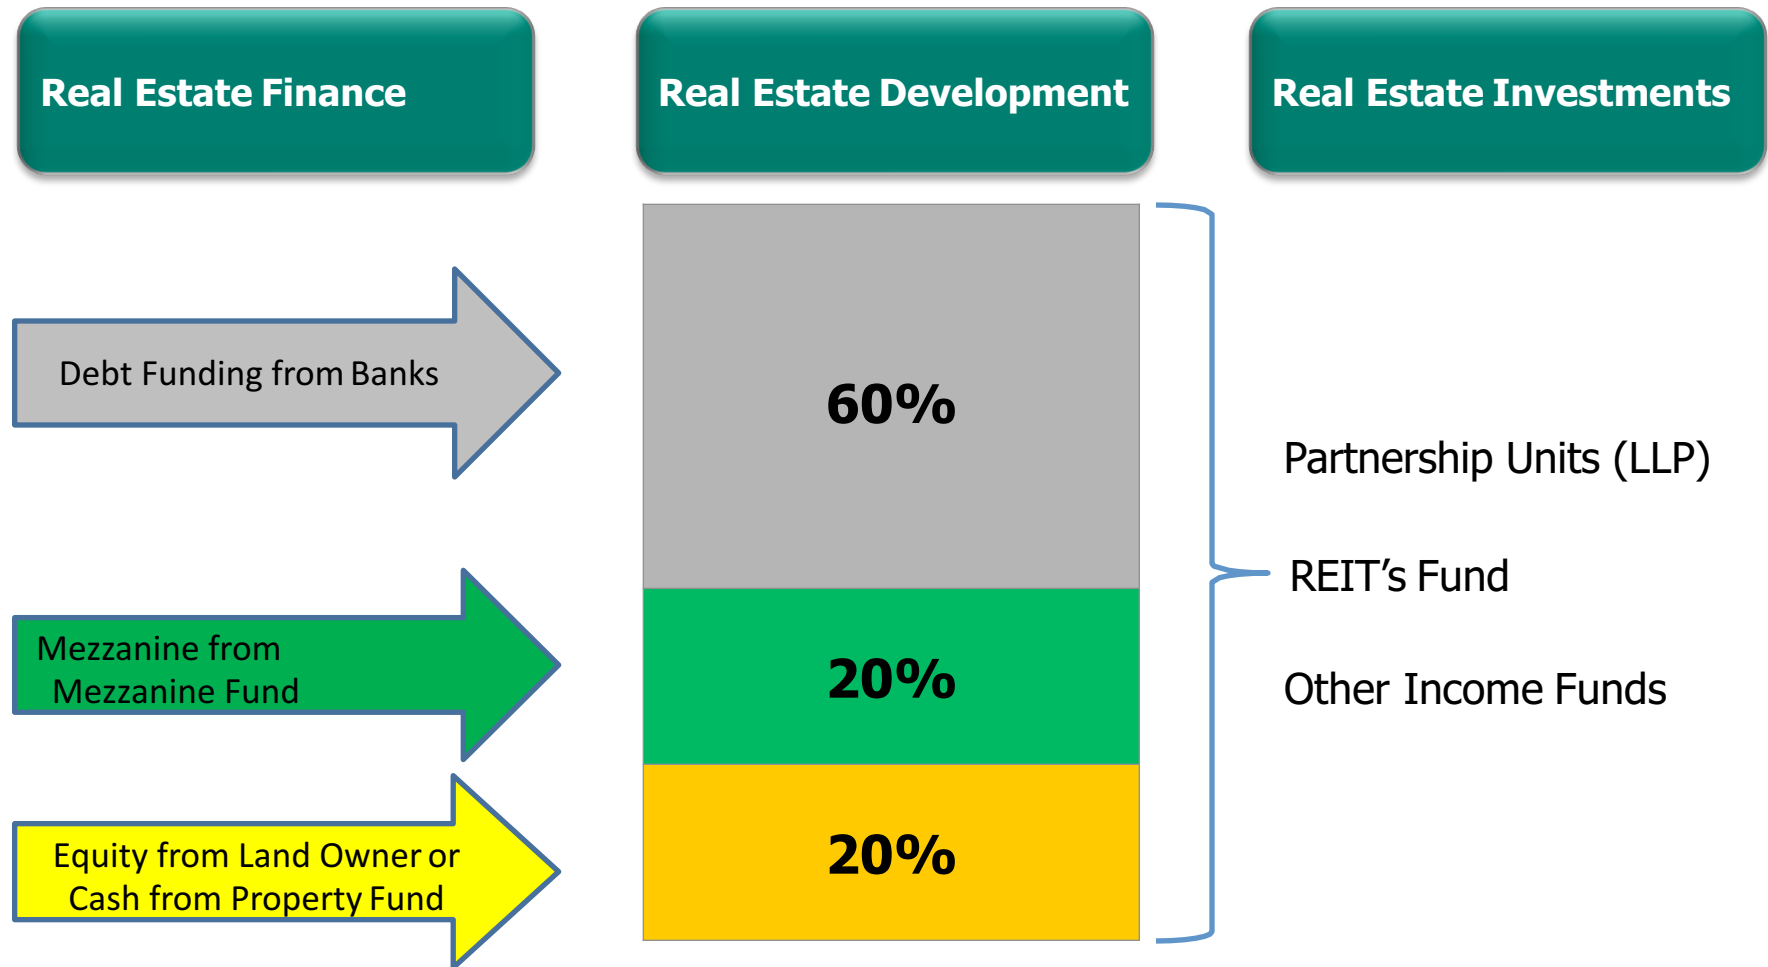 Real Estate Finance
Real Estate Development
Real Estate Investments
Debt Funding from Banks
60%
Partnership Units (LLP)
REIT’s Fund
Mezzanine from
Mezzanine Fund
20%
Other Income Funds
Equity from Land Owner or
Cash from Property Fund
20%